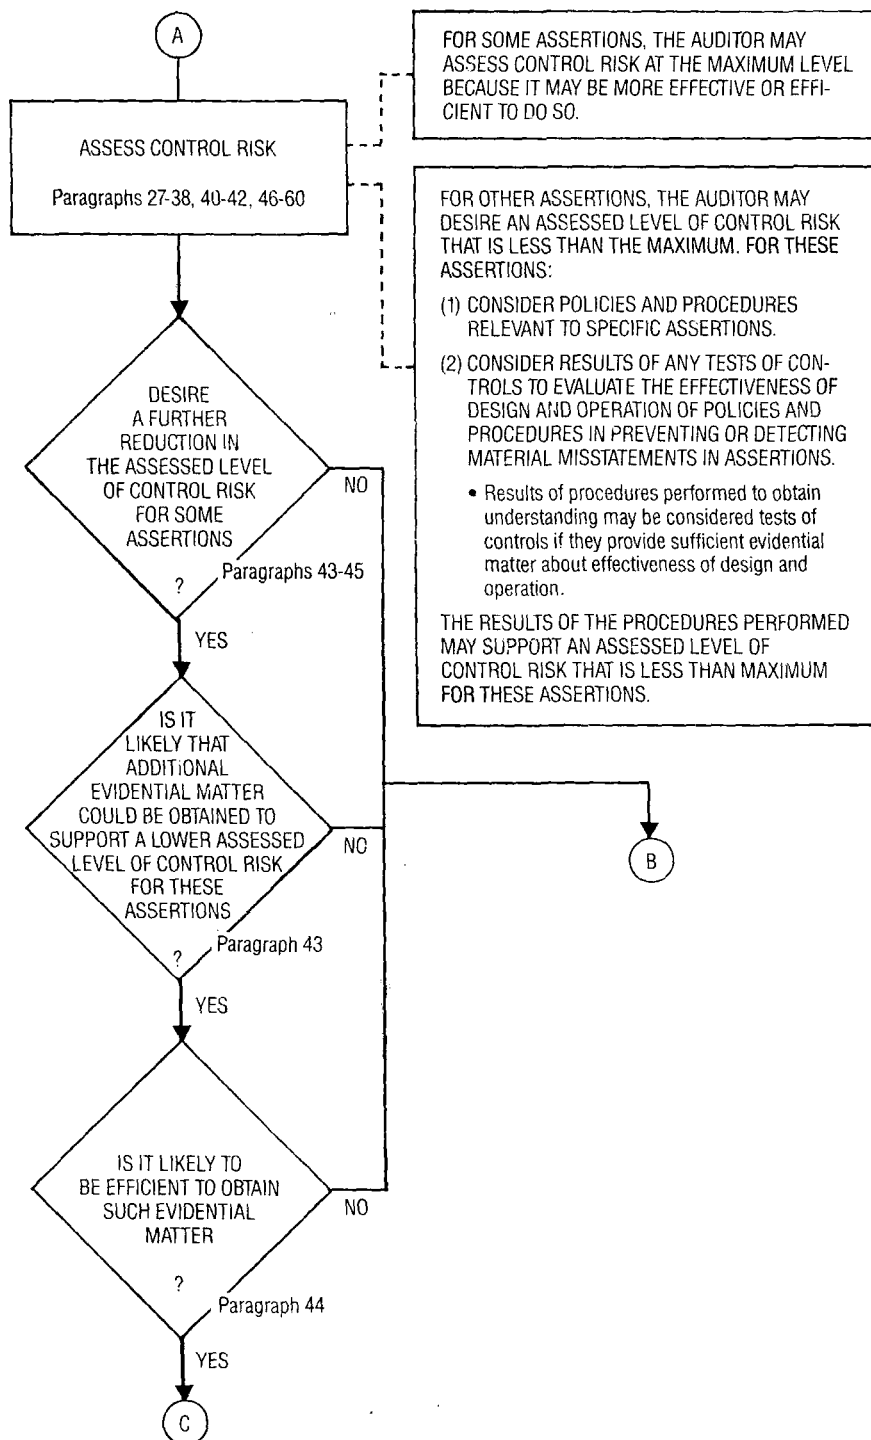 A
FOR SOME ASSERTIONS, THE AUDITOR MAY
ASSESS CONTROL RISK AT THE MAXIMUM LEVEL
BECAUSE IT MAY BE MORE EFFECTIVE OR EFFI-
CIENT TO DO SO.
ASSESS CONTROL RISK
Paragraphs 27-38, 40-42, 46-60
FOR OTHER ASSERTIONS, THE AUDITOR MAY
DESIRE AN ASSESSED LEVEL OF CONTROL RISK
THAT IS LESS THAN THE MAXIMUM. FOR THESE
ASSERTIONS:
(1) CONSIDER POLICIES AND PROCEDURES
RELEVANT TO SPECIFIC ASSERTIONS.
(2) CONSIDER RESULTS OF ANY TESTS OF CON-
TROLS TO EVALUATE THE EFFECTIVENESS OF
DESIGN AND OPERATION OF POLICIES AND
PROCEDURES IN PREVENTING OR DETECTING
MATERIAL MISSTATEMENTS IN ASSERTIONS.
• Results of procedures performed to obtain
understanding may be considered tests of
controls if they provide sufficient evidential
matter about effectiveness of design and
operation.
THE RESULTS OF THE PROCEDURES PERFORMED
MAY SUPPORT AN ASSESSED LEVEL OF
CONTROL RISK THAT IS LESS THAN MAXIMUM
FOR THESE ASSERTIONS.
DESIRE
A FURTHER
REDUCTION IN
THE ASSESSED LEVEL
OF CONTROL RISK
FOR SOME
ASSERTIONS
?
NO
Paragraphs 43-45
YES
IS IT
LIKELY THAT
ADDITIONAL
EVIDENTIAL MATTER
COULD BE OBTAINED TO
SUPPORT A LOWER ASSESSED
LEVEL OF CONTROL RISK
FOR THESE
ASSERTIONS
?
NO
Paragraph 43
B
YES
IS IT LIKELY TO
BE EFFICIENT TO OBTAIN
SUCH EVIDENTIAL
MATTER
?
NO
Paragraph 44
YES
C